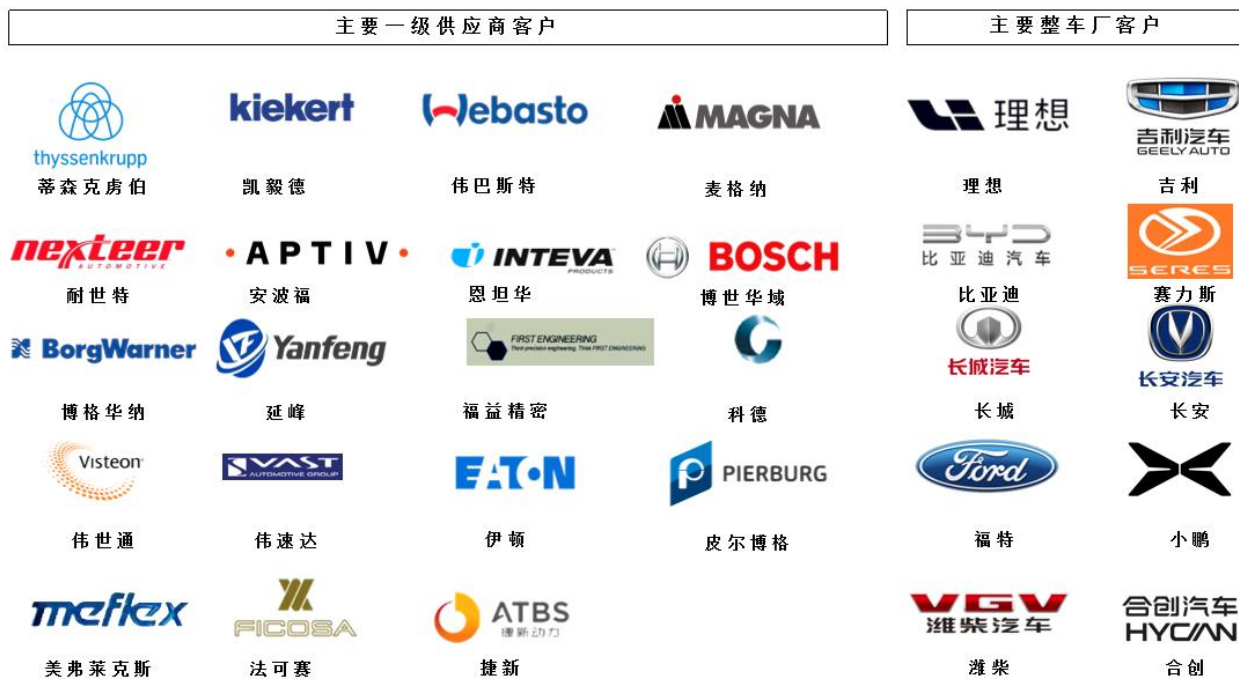 主要一级供应商客户
主要整车厂客户
thyssenkrupp
kiekert
Webasto
MAGNA
理想
吉利汽车
GEELY AUTO
蒂森克虏伯
凯毅德
伟巴斯特
麦格纳
理想
吉利
nexteer
AUTOMOTIVE
APTIV
INTEVA
PRODUCTS
BOSCH
BYD
比亚迪汽车
SERES
耐世特
安波福
恩坦华
博世华域
比亚迪
赛力斯
BorgWarner
YF Yanfeng
FIRST ENGINEERING
Think precision engineering, Think FIRST ENGINEERING
长城汽车
长安汽车
博格华纳
延峰
福益精密
科德
长城
长安
Visteon
VAST
AUTOMOTIVE GROUP
EATON
PIERBURG
Ford
伟世通
伟速达
伊顿
皮尔博格
福特
小鹏
meflex
FICOSA
ATBS
捷新动力
VGV
潍柴汽车
合创汽车
HYCAN
美弗莱克斯
法可赛
捷新
潍柴
合创